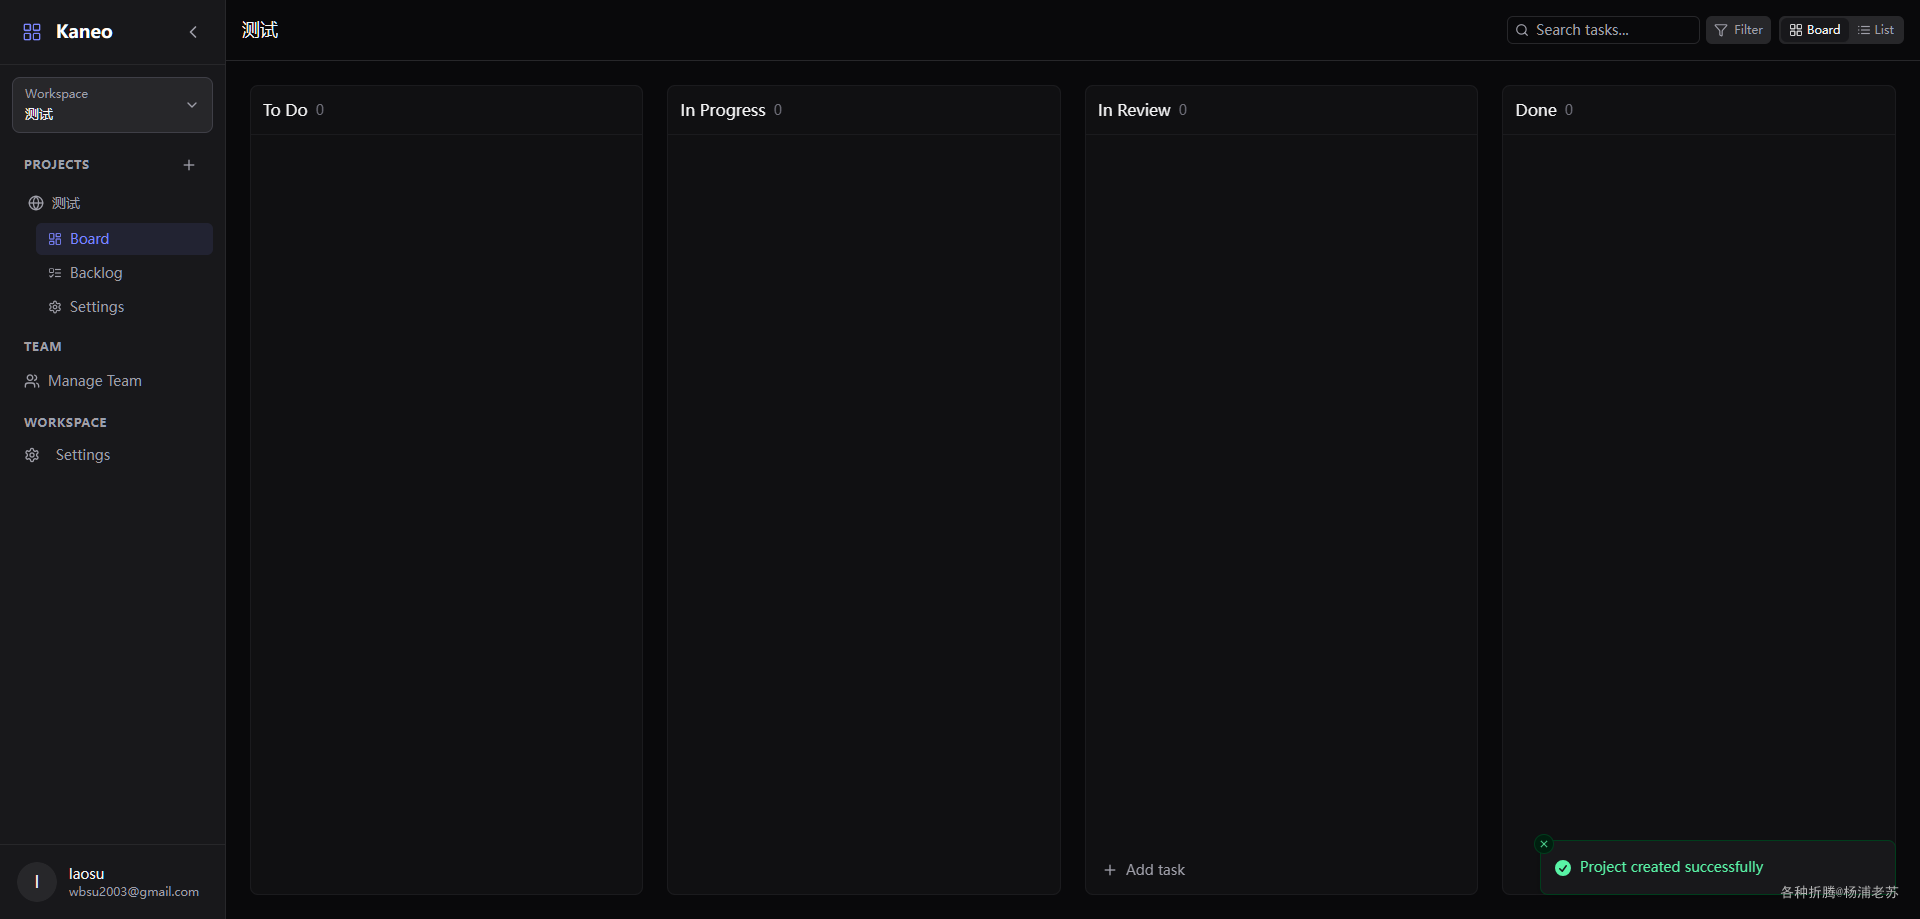 Kaneo
Workspace
测试
PROJECTS
测试
Board
Backlog
Settings
TEAM
Manage Team
WORKSPACE
Settings
l
laosu
wbsu2003@gmail.com
测试
Search tasks...
Filter
Board
List
To Do 0
In Progress 0
In Review 0
Add task
Done 0
Project created successfully
各种折腾@杨浦老苏